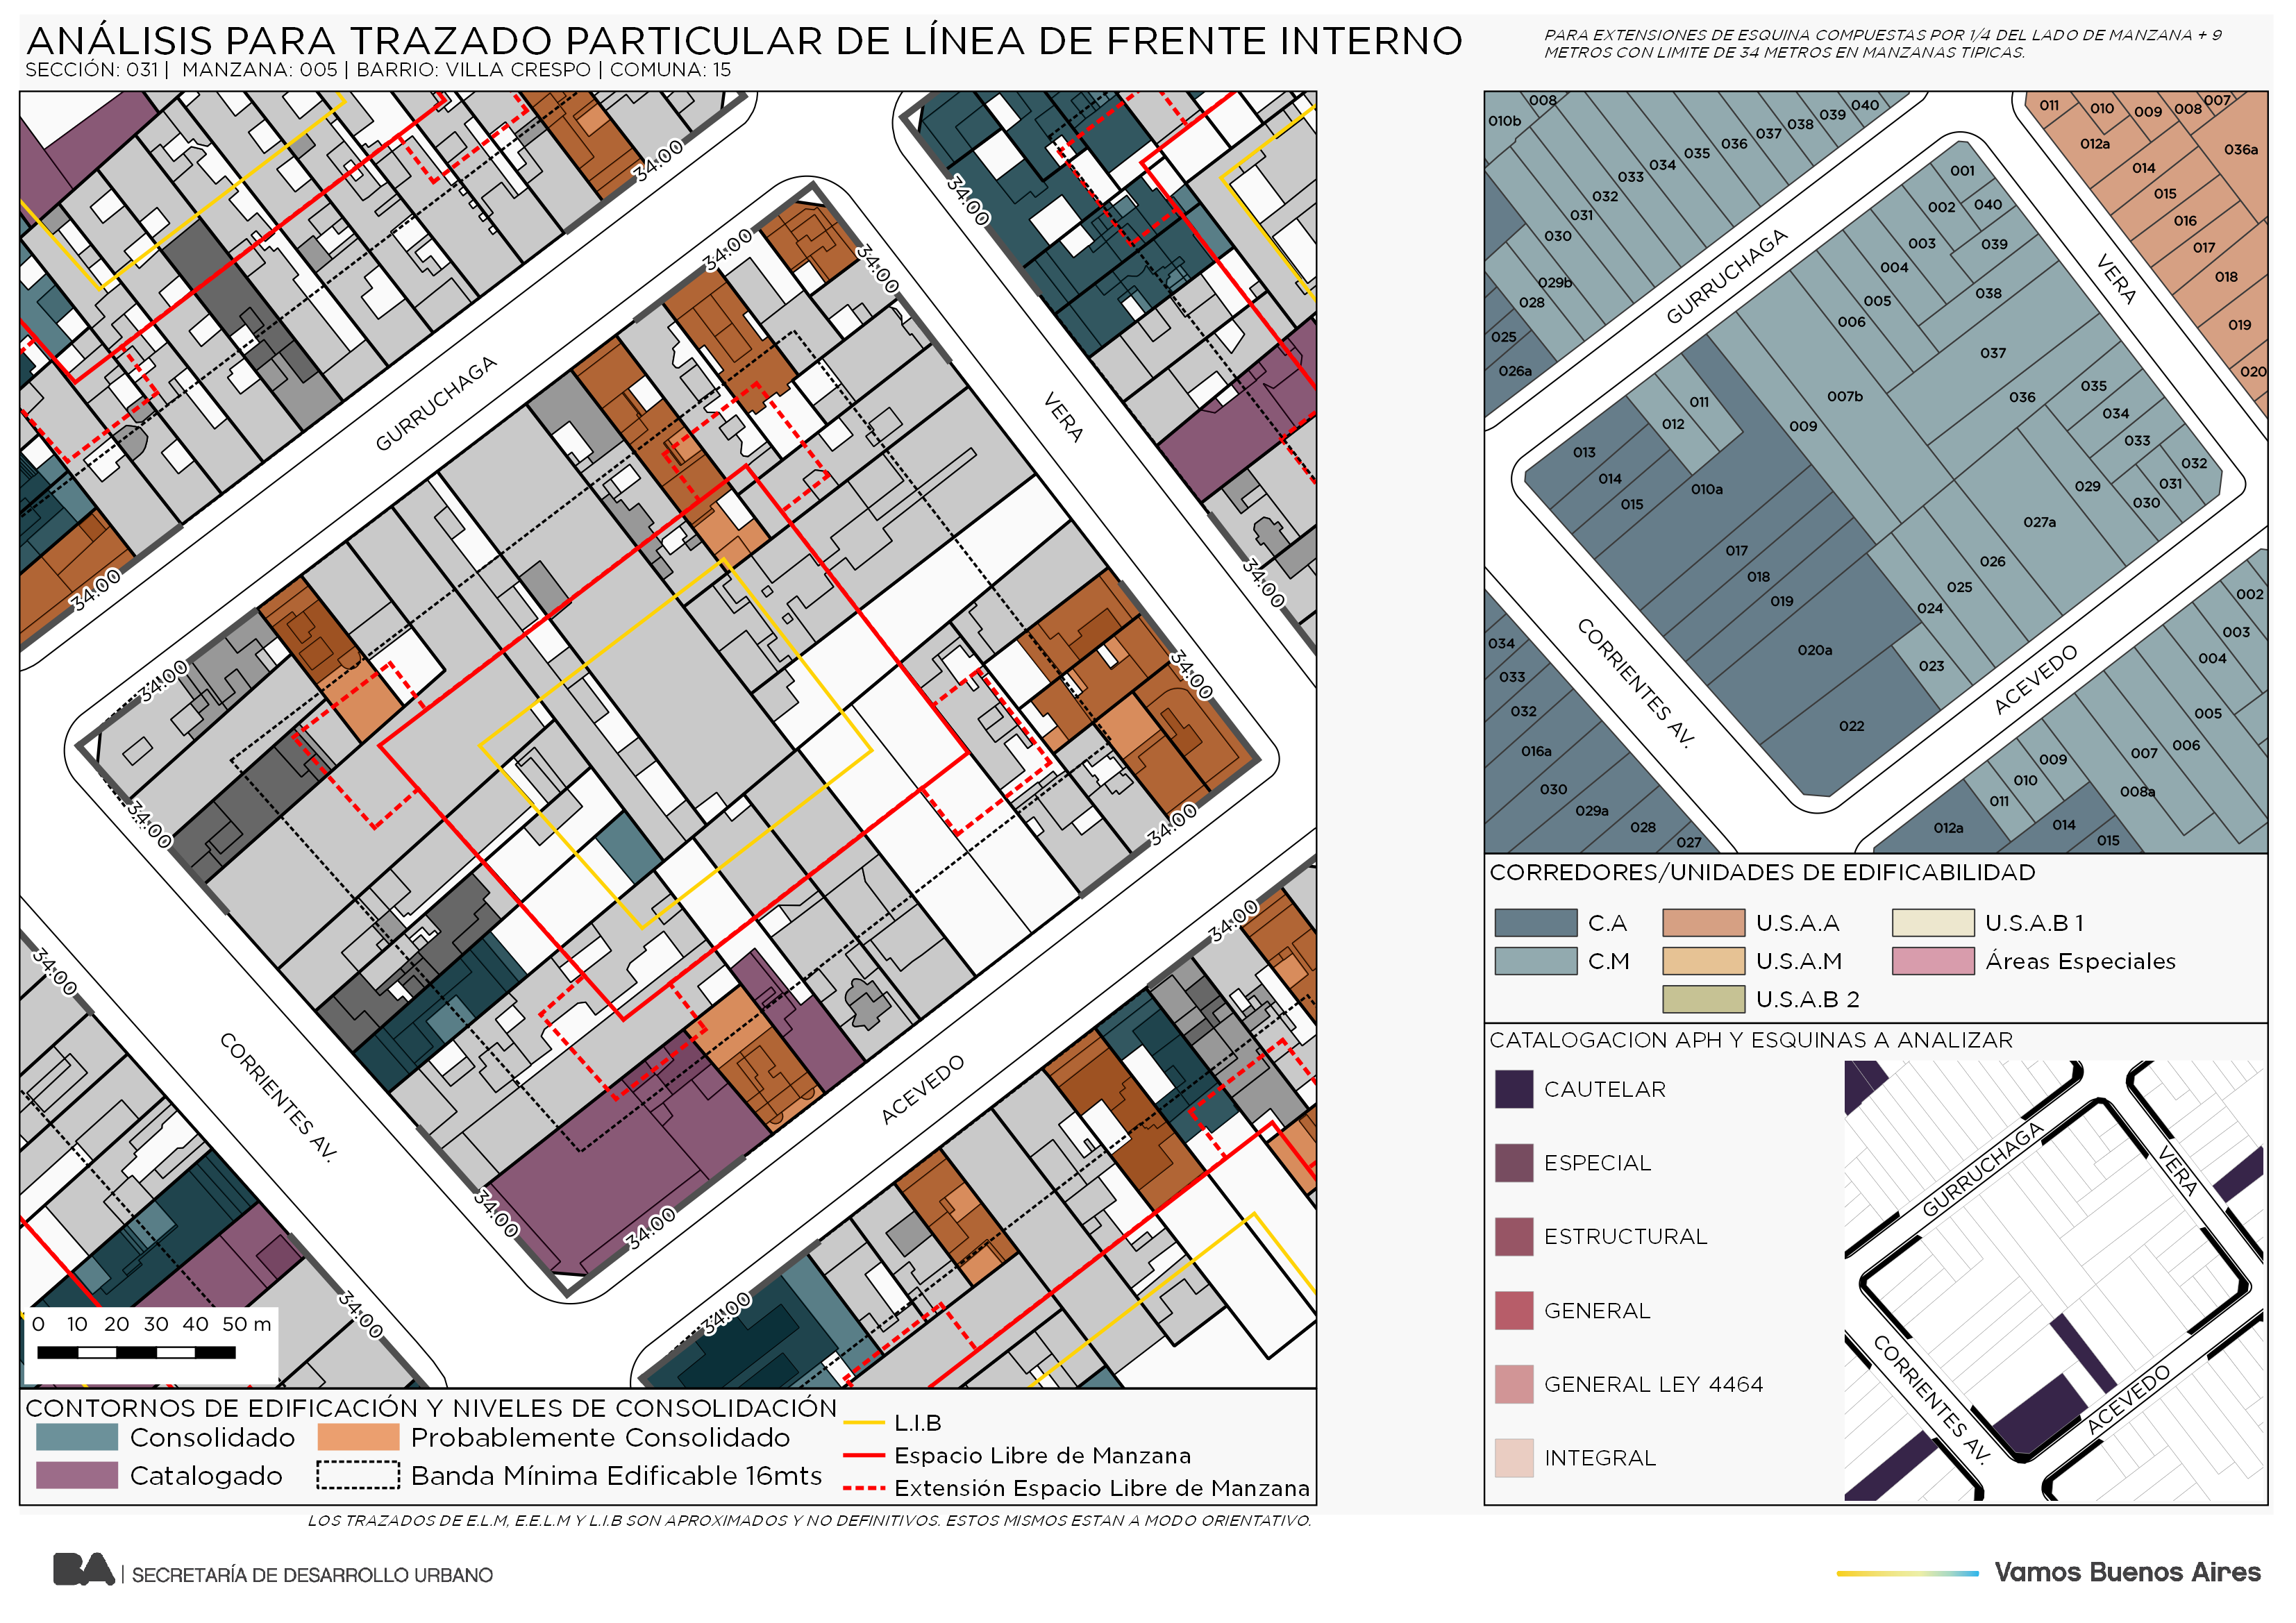 ANÁLISIS PARA TRAZADO PARTICULAR DE LÍNEA DE FRENTE INTERNO
SECCIÓN: 031 | MANZANA: 005 | BARRIO: VILLA CRESPO | COMUNA: 15
PARA EXTENSIONES DE ESQUINA COMPUESTAS POR 1/4 DEL LADO DE MANZANA + 9
METROS CON LIMITE DE 34 METROS EN MANZANAS TIPICAS.
34.00
34.00
34.00
34.00
GURRUCHAGA
VERA
34.00
34.00
34.00
34.00
34.00
34.00
34.00
34.00
34.00
CORRIENTES AV.
ACEVEDO
34.00
34.00
34.00
34.00
0 10 20 30 40 50 m
CONTORNOS DE EDIFICACIÓN Y NIVELES DE CONSOLIDACIÓN
Consolidado
Probablemente Consolidado
Catalogado
Banda Mínima Edificable 16mts
L.I.B
Espacio Libre de Manzana
Extensión Espacio Libre de Manzana
LOS TRAZADOS DE E.L.M, E.E.L.M Y L.I.B SON APROXIMADOS Y NO DEFINITIVOS. ESTOS MISMOS ESTAN A MODO ORIENTATIVO.
008
010b
040
039
038
037
036
035
034
033
032
031
030
029b
028
025
026a
011
010
009
008
007
012a
036a
014
015
016
017
018
019
020
GURRUCHAGA
VERA
001
002
040
003
039
004
038
005
006
037
007b
035
036
034
011
012
009
033
032
013
014
010a
029
031
015
030
027a
017
026
018
025
019
024
020a
023
022
CORRIENTES AV.
ACEVEDO
034
033
032
016a
030
029a
028
027
002
003
004
005
006
007
009
010
008a
011
012a
014
015
CORREDORES/UNIDADES DE EDIFICABILIDAD
C.A
U.S.A.A
U.S.A.B 1
C.M
U.S.A.M
Áreas Especiales
U.S.A.B 2
CATALOGACION APH Y ESQUINAS A ANALIZAR
CAUTELAR
ESPECIAL
ESTRUCTURAL
GENERAL
GENERAL LEY 4464
INTEGRAL
GURRUCHAGA
VERA
CORRIENTES AV.
ACEVEDO
BA | SECRETARÍA DE DESARROLLO URBANO
Vamos Buenos Aires